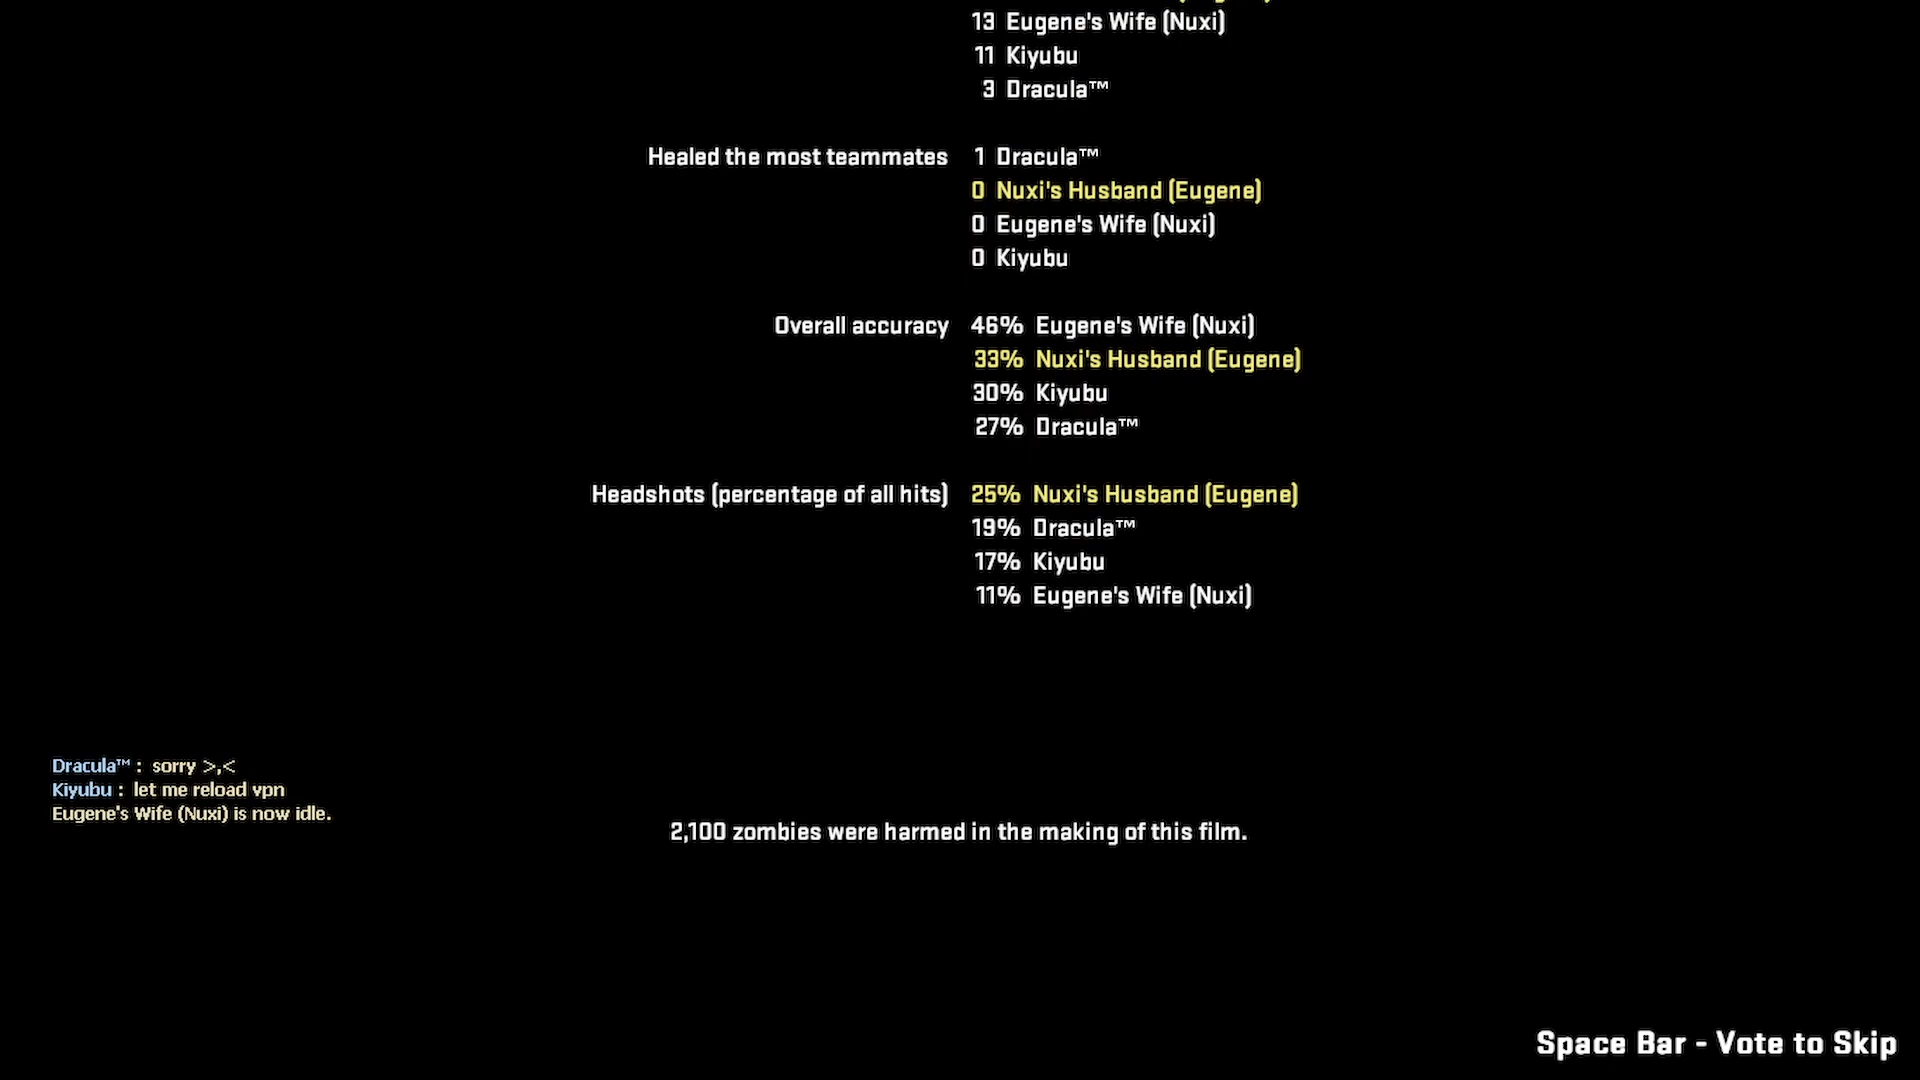 13 Eugene's Wife (Nuxi)
11 Kiyubu
3 Dracula™
Healed the most teammates 1 Dracula™
0 Nuxi's Husband (Eugene)
0 Eugene's Wife (Nuxi)
0 Kiyubu
Overall accuracy 46% Eugene's Wife (Nuxi)
33% Nuxi's Husband (Eugene)
30% Kiyubu
27% Dracula™
Headshots (percentage of all hits) 25% Nuxi's Husband (Eugene)
19% Dracula™
17% Kiyubu
11% Eugene's Wife (Nuxi)
Dracula™ : sorry >,<
Kiyubu : let me reload vpn
Eugene's Wife (Nuxi) is now idle.
2,100 zombies were harmed in the making of this film.
Space Bar - Vote to Skip